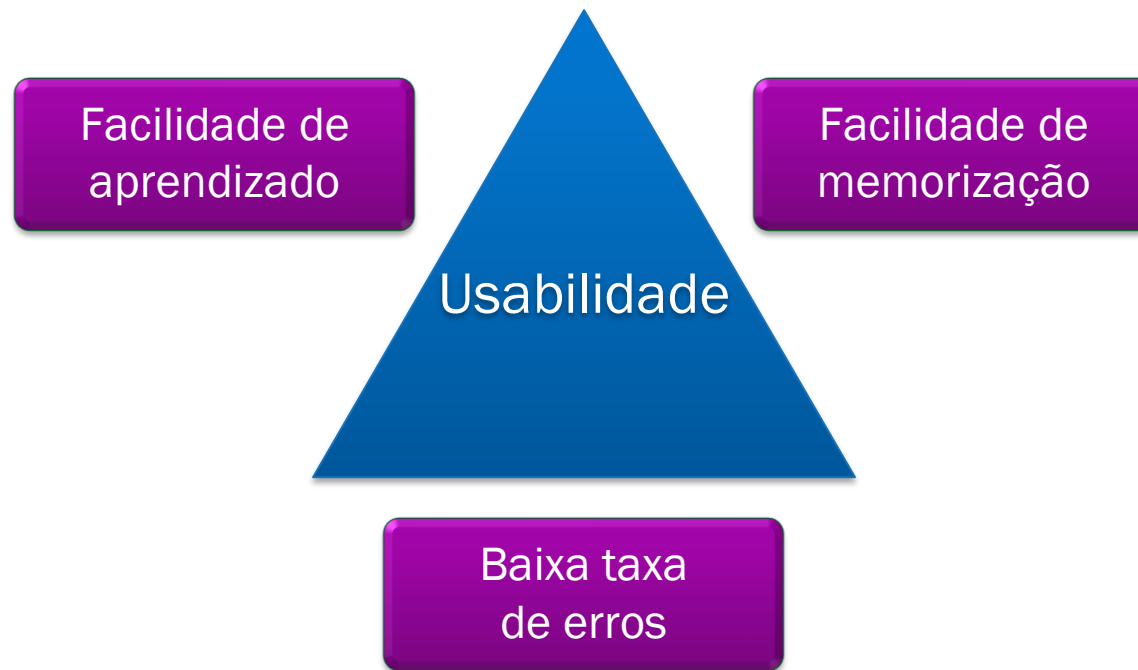 Facilidade de
aprendizado
Facilidade de
memorização
Usabilidade
Baixa taxa
de erros